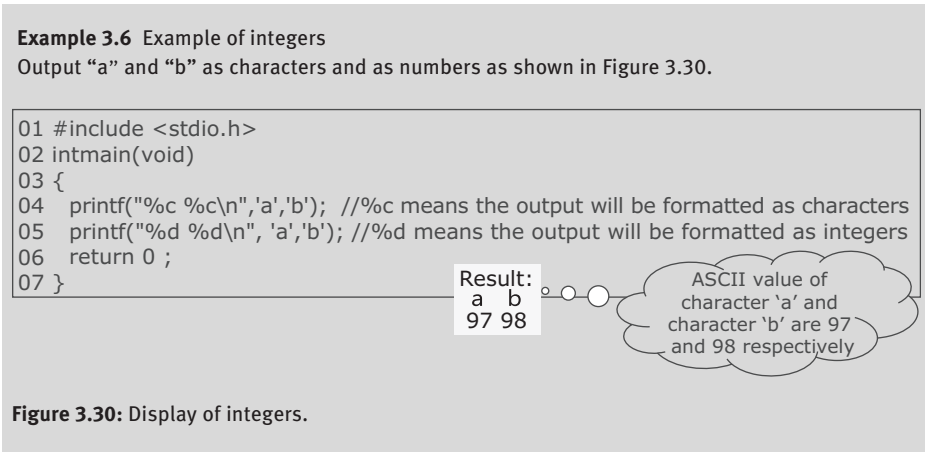 Example 3.6 Example of integers
Output “a” and “b” as characters and as numbers as shown in Figure 3.30.
01 #include <stdio.h>
02 intmain(void)
03 {
04 printf("%c %c\n",'a','b'); //%c means the output will be formatted as characters
05 printf("%d %d\n", 'a','b'); //%d means the output will be formatted as integers
06 return 0 ;
07 }
Result:
a b
97 98
ASCII value of
character ‘a’ and
character ‘b’ are 97
and 98 respectively
Figure 3.30: Display of integers.